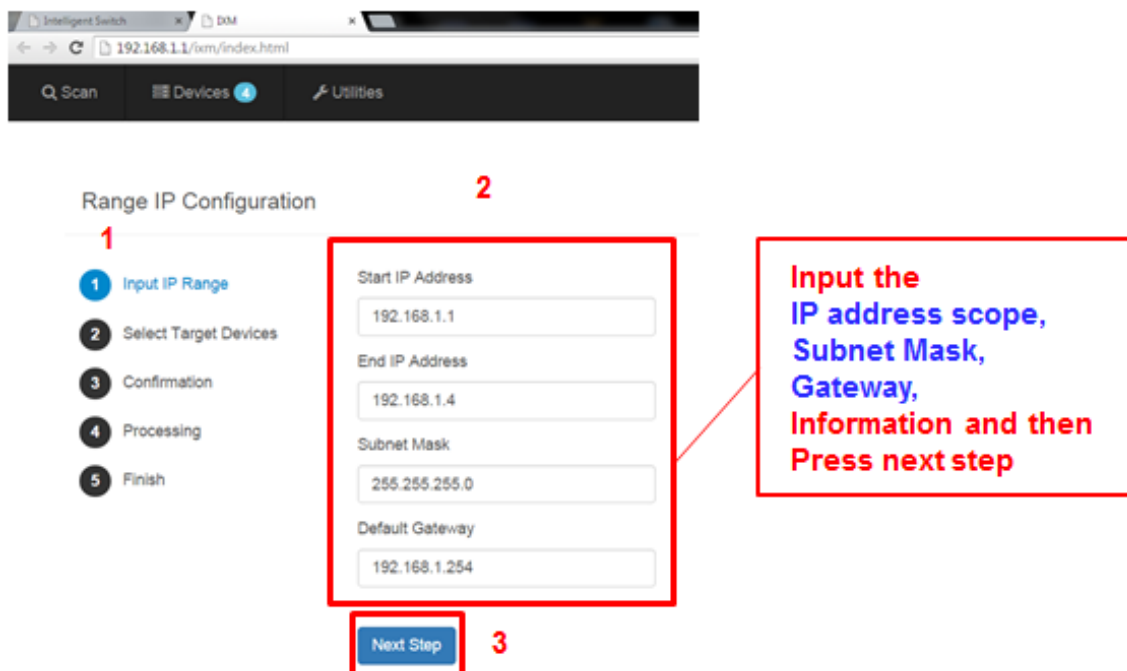 Intelligent Switch
IXM
192.168.1.1/ixm/index.html
Scan
Devices 4
Utilities
Range IP Configuration
2
1
1 Input IP Range
2 Select Target Devices
3 Confirmation
4 Processing
5 Finish
Start IP Address
192.168.1.1
End IP Address
192.168.1.4
Subnet Mask
255.255.255.0
Default Gateway
192.168.1.254
Next Step
3
Input the
IP address scope,
Subnet Mask,
Gateway,
Information and then
Press next step